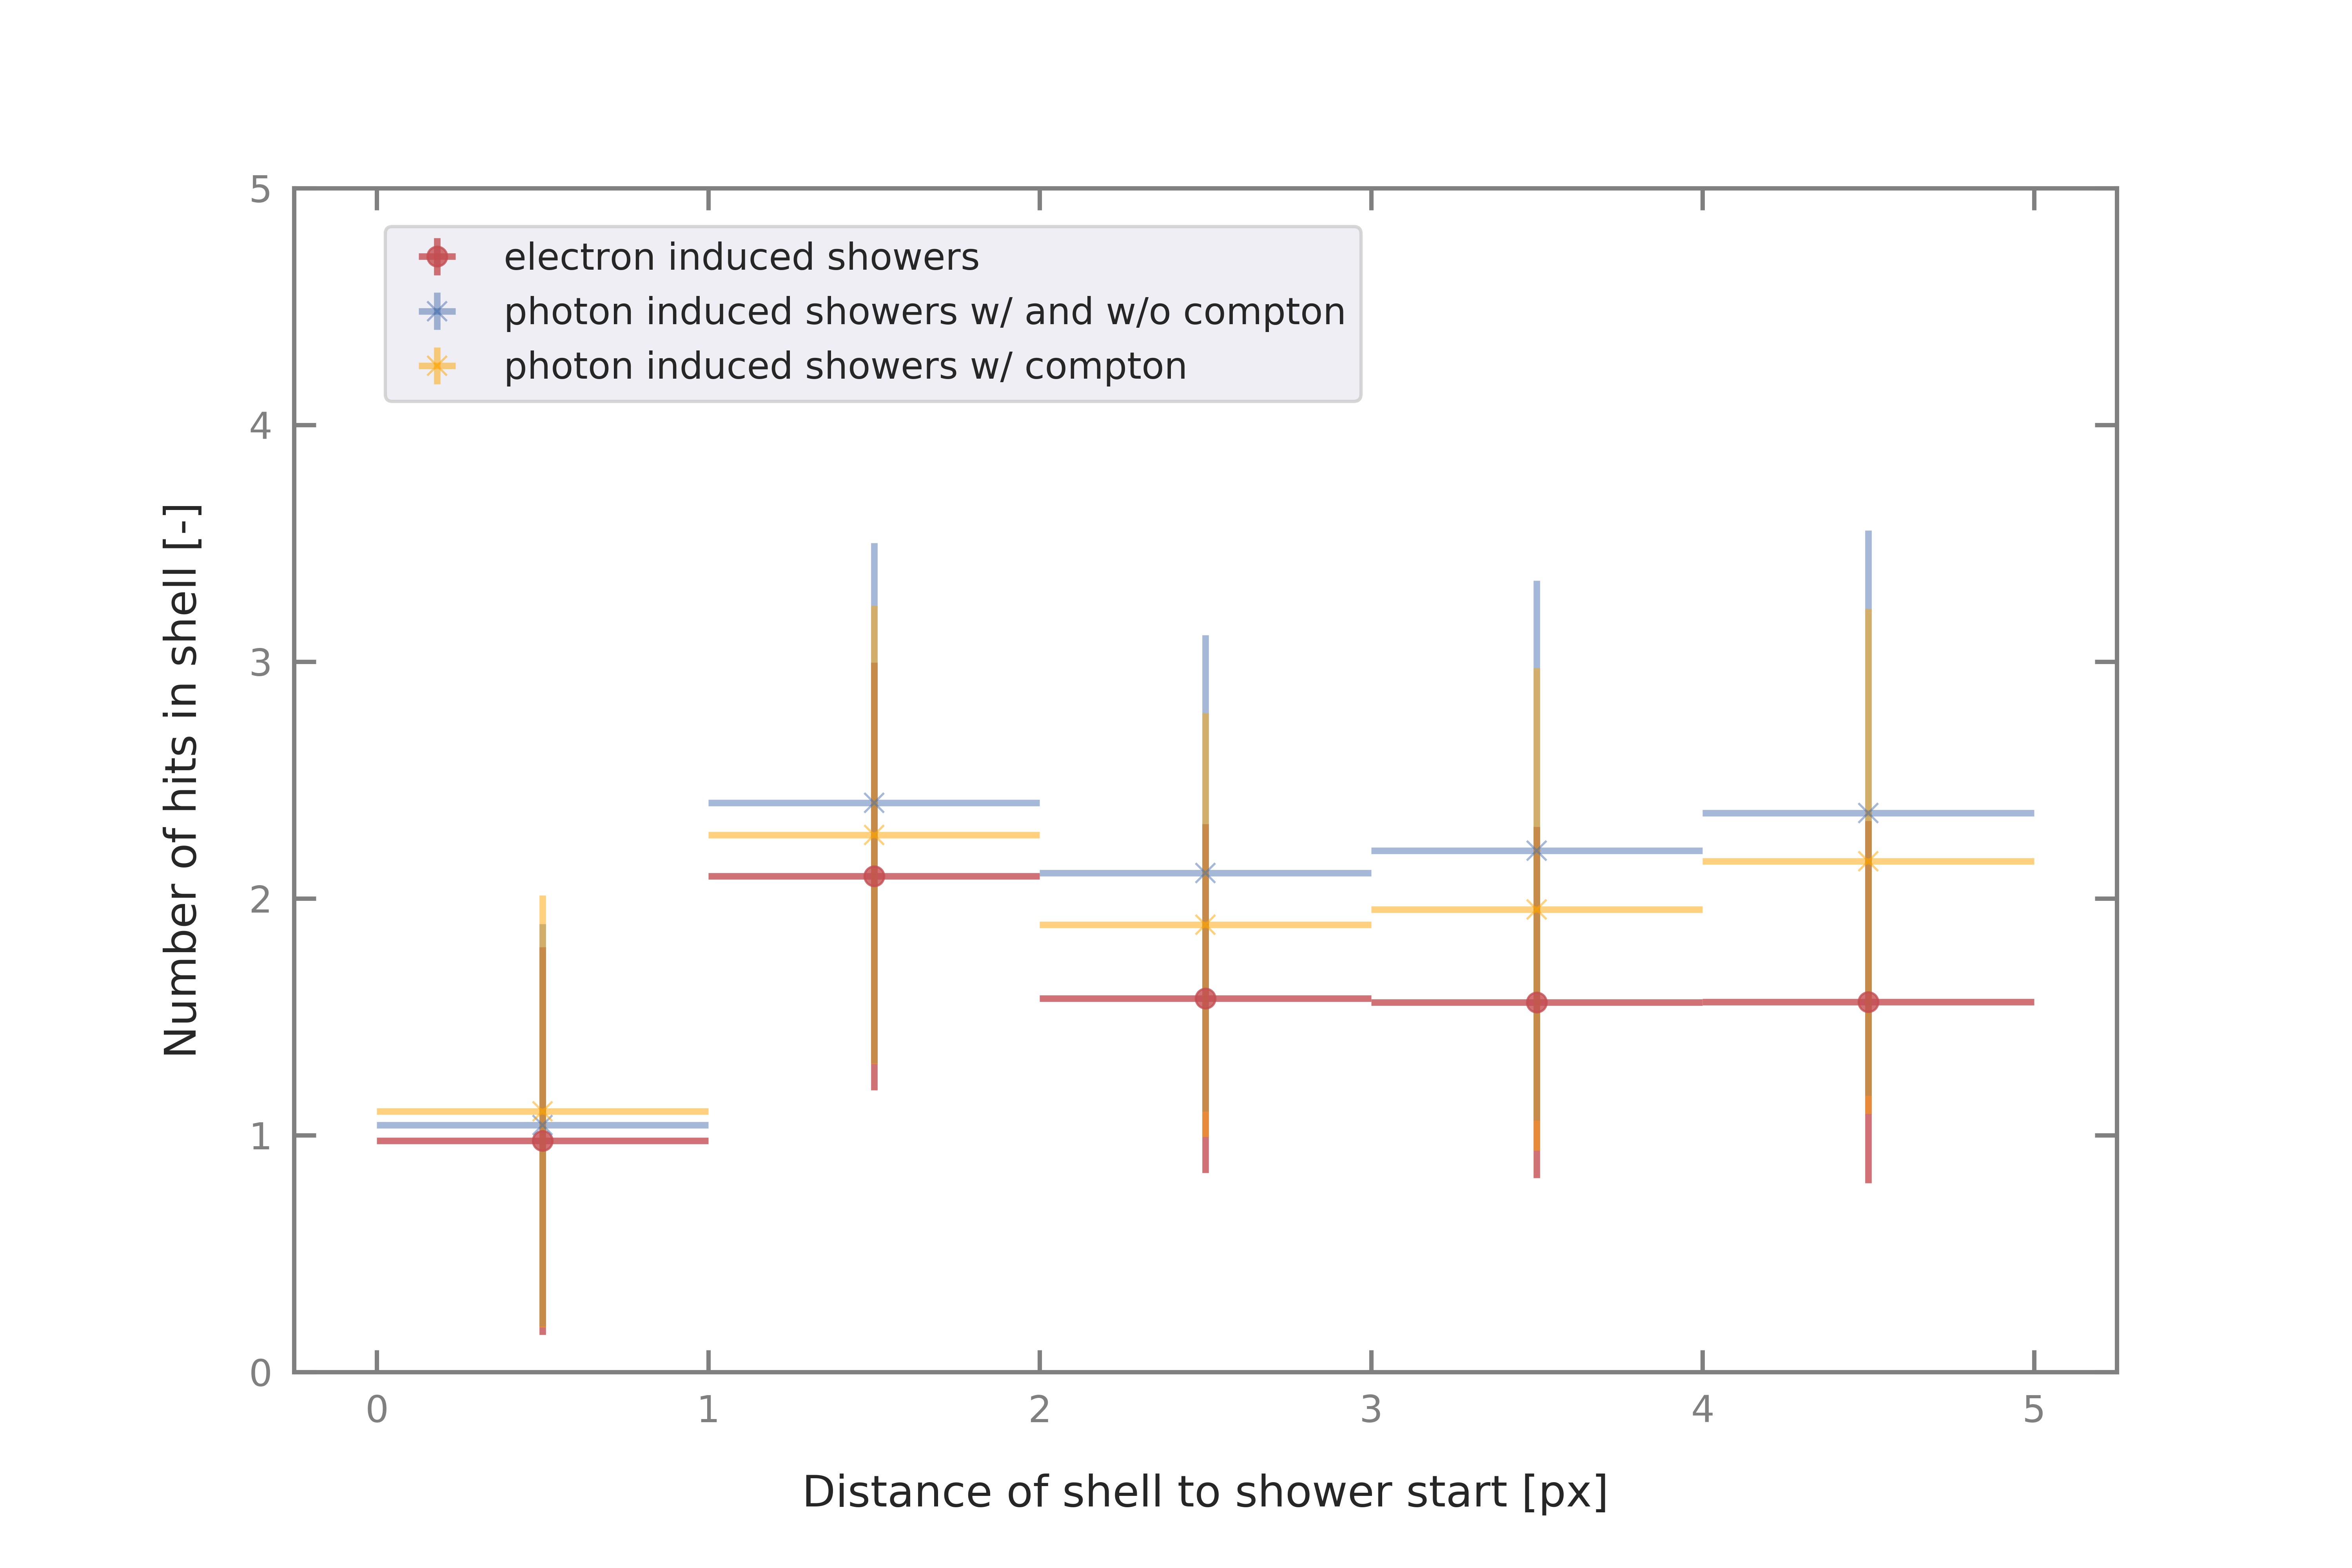 5
4
3
2
1
0
electron induced showers
photon induced showers w/ and w/o compton
photon induced showers w/ compton
Number of hits in shell [-]
0 1 2 3 4 5
Distance of shell to shower start [px]